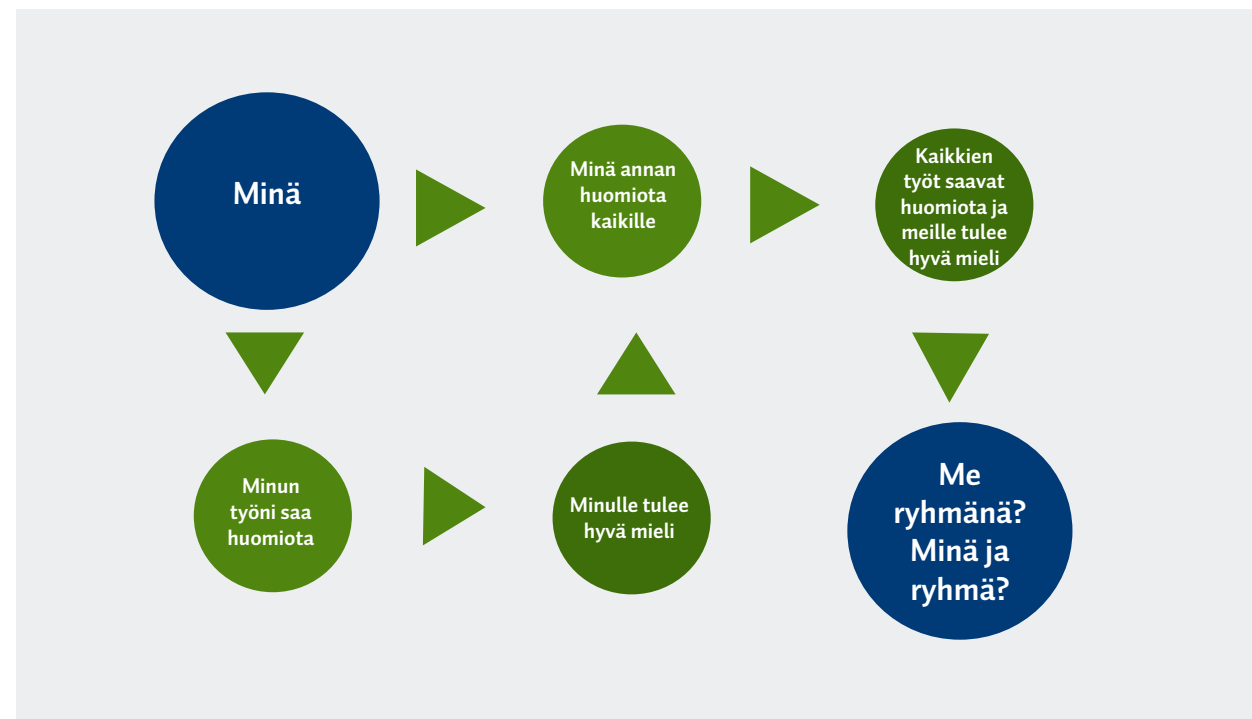 Minä
Minä annan
huomiota
kaikille
Kaikkien
työt saavat
huomiota ja
meille tulee
hyvä mieli
Minun
työni saa
huomiota
Minulle tulee
hyvä mieli
Me
ryhmänä?
Minä ja
ryhmä?